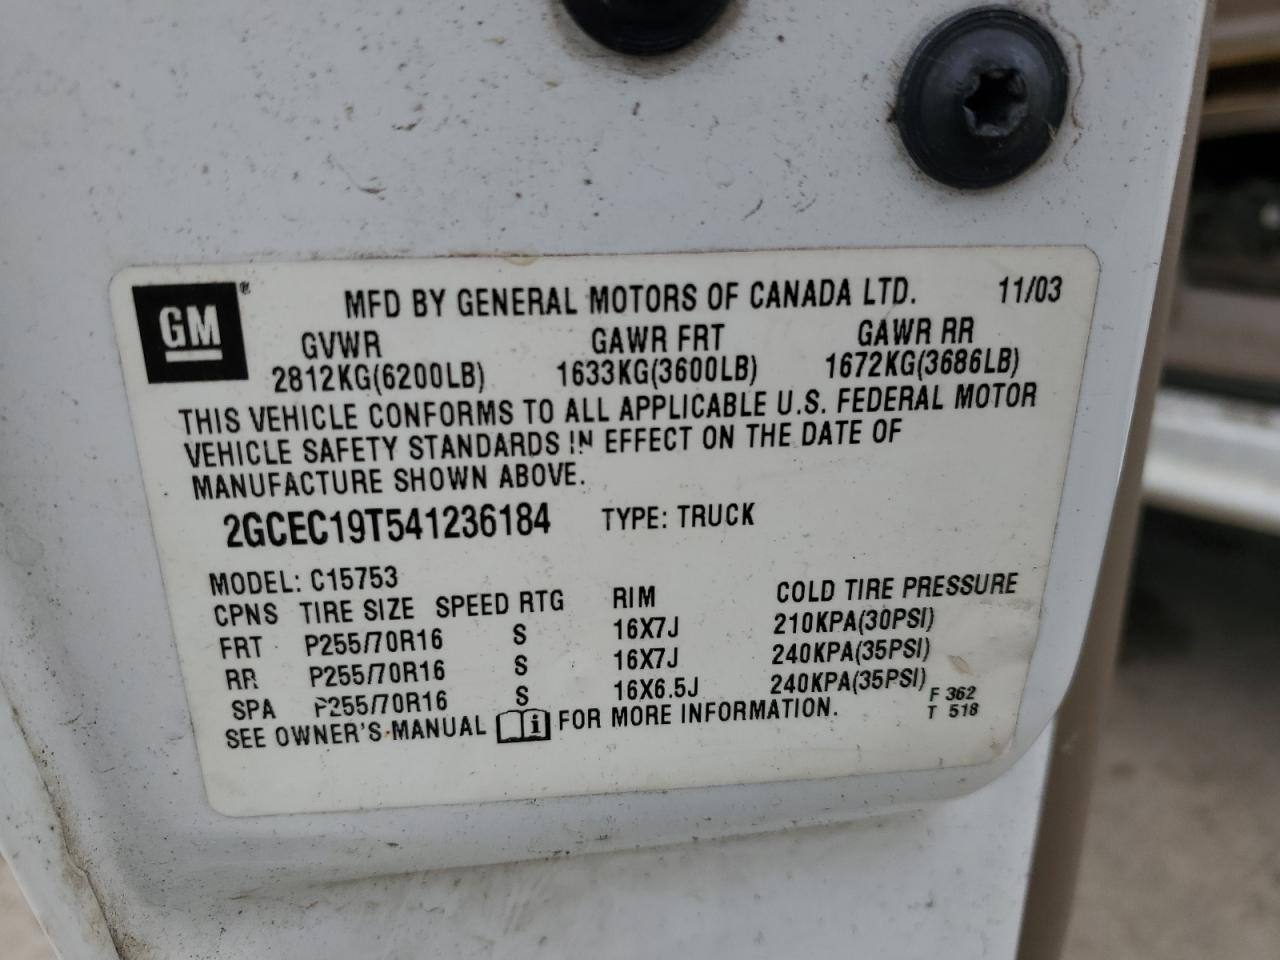 GM® MFD BY GENERAL MOTORS OF CANADA LTD. 11/03
GVWR GAWR FRT GAWR RR
2812KG(6200LB) 1633KG(3600LB) 1672KG(3686LB)
THIS VEHICLE CONFORMS TO ALL APPLICABLE U.S. FEDERAL MOTOR
VEHICLE SAFETY STANDARDS IN EFFECT ON THE DATE OF
MANUFACTURE SHOWN ABOVE.
2GCEC19T541236184 TYPE: TRUCK
MODEL: C15753
CPNS TIRE SIZE SPEED RTG RIM COLD TIRE PRESSURE
FRT P255/70R16 S 16X7J 210KPA(30PSI)
RR P255/70R16 S 16X7J 240KPA(35PSI)
SPA P255/70R16 S 16X6.5J 240KPA(35PSI)
SEE OWNER'S MANUAL i FOR MORE INFORMATION.
F 362
T 518